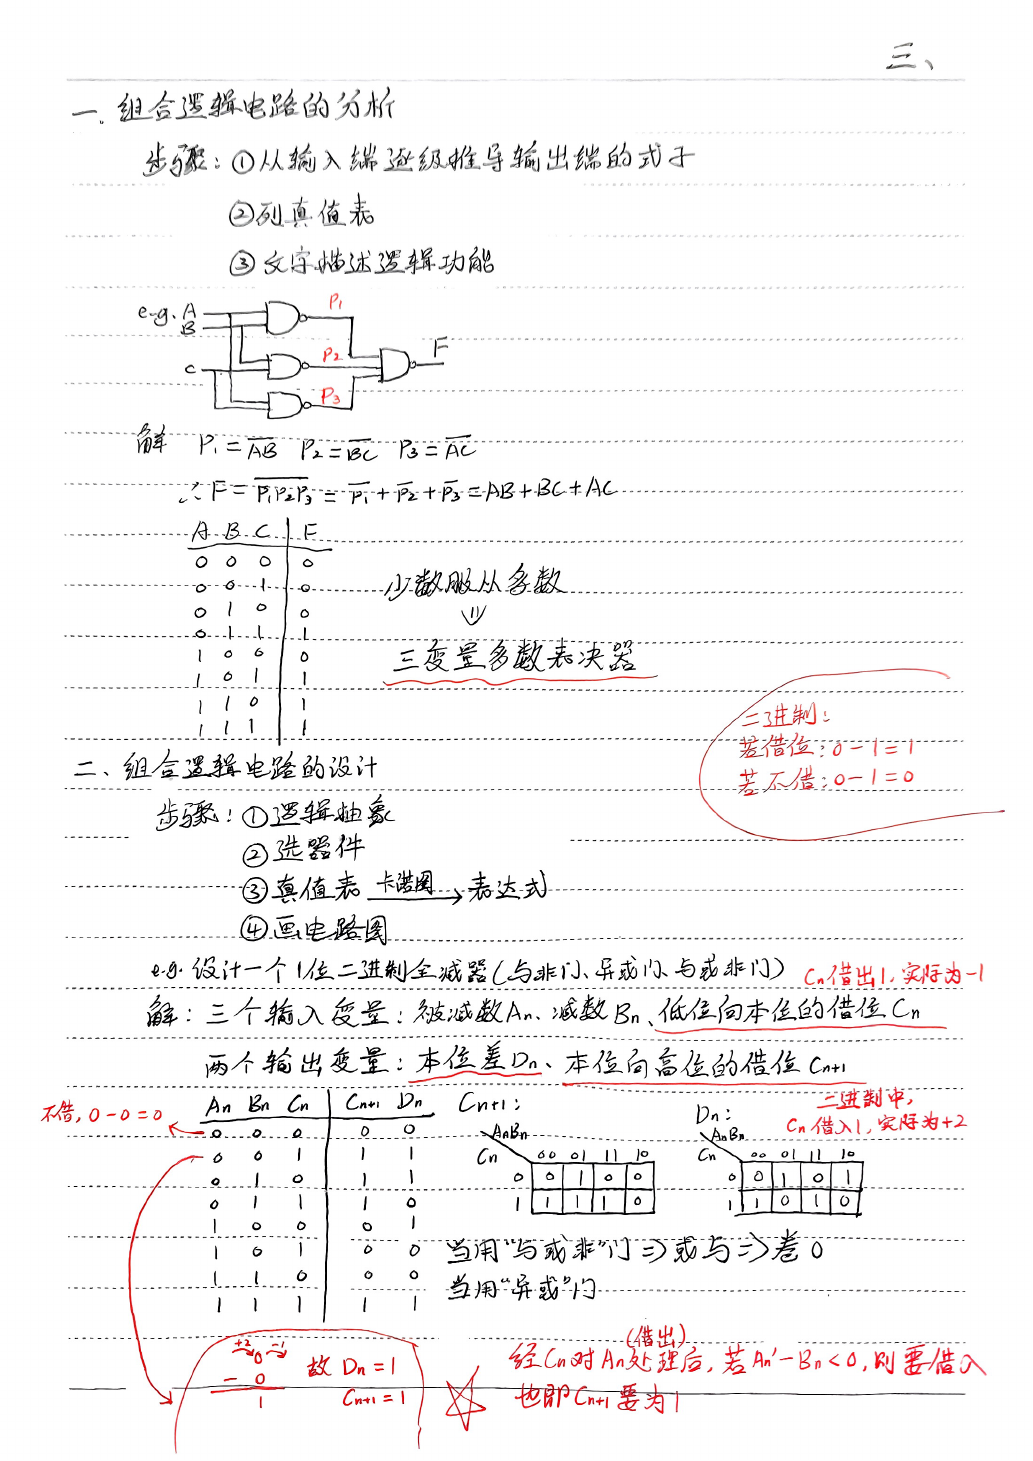 三、
一. 组合逻辑电路的分析
步骤: ①从输入端逐级推导输出端的式子
②列真值表
③文字描述逻辑功能
e.g. A
B
C
P₁
P₂
P₃
F
解 P₁=\overline{AB} P₂=\overline{BC} P₃=\overline{AC}
∴F=\overline{P₁P₂P₃}=\overline{P₁}+\overline{P₂}+\overline{P₃}=AB+BC+AC
A B C F
0 0 0 0
0 0 1 0
0 1 0 0
0 1 1 1
1 0 0 0
1 0 1 1
1 1 0 1
1 1 1 1
少数服从多数
⇓
三变量多数表决器
二进制:
若借位: 0-1=1
若不借: 0-1=0
二、组合逻辑电路的设计
步骤: ①逻辑抽象
②选器件
③真值表 卡诺图→ 表达式
④画电路图
e.g. 设计一个1位二进制全减器(与非门、异或门、与或非门)
Cn借出1,实际为-1
解: 三个输入变量: 被减数An、减数Bn、低位向本位的借位Cn
两个输出变量: 本位差Dn、本位向高位的借位Cn+1
不借, 0-0=0
An Bn Cn Cn+1 Dn
0 0 0 0 0
0 0 1 1 1
0 1 0 1 1
0 1 1 1 0
1 0 0 0 1
1 0 1 0 0
1 1 0 0 0
1 1 1 1 1
Cn+1:
AnBn
Cn 00 01 11 10
0 0 1 0 0
1 1 1 1 0
二进制中,
Cn借入1,实际为+2
Dn:
AnBn
Cn 00 01 11 10
0 0 1 0 1
1 1 0 1 0
当用"与或非"门⇒或与⇒卷0
当用"异或"门
+2 -1
0
- 0
1
故 Dn=1
Cn+1=1
(借出)
经Cn对An处理后,若An'-Bn<0,则要借入
也即Cn+1要为1